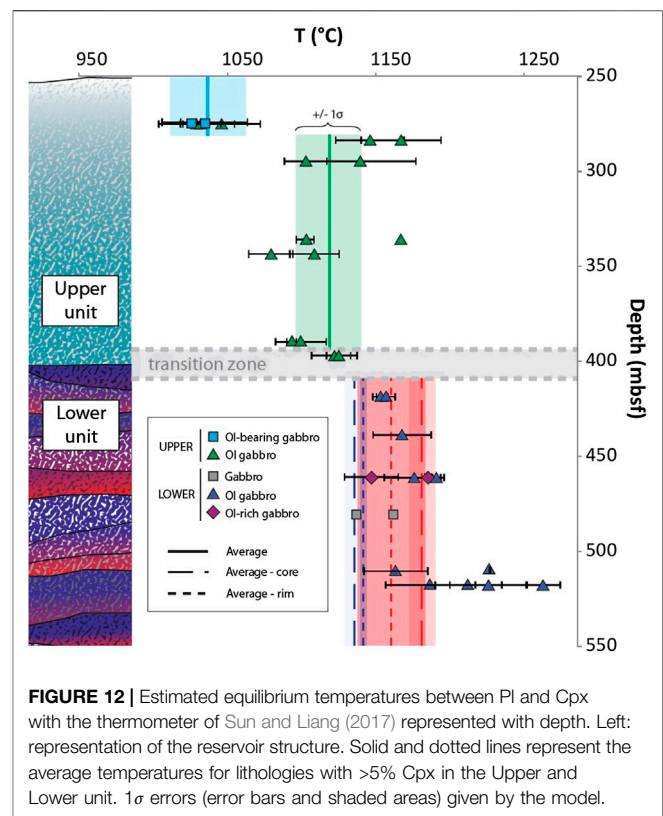 T (°C)
950 1050 1150 1250
250
+/- 1σ
300
350
Upper
unit
Depth (mbsf)
400
transition zone
Lower
unit
450
UPPER
Ol-bearing gabbro
Ol gabbro
LOWER
Gabbro
Ol gabbro
Ol-rich gabbro
Average
Average - core
Average - rim
500
550
FIGURE 12 | Estimated equilibrium temperatures between Pl and Cpx
with the thermometer of Sun and Liang (2017) represented with depth. Left:
representation of the reservoir structure. Solid and dotted lines represent the
average temperatures for lithologies with >5% Cpx in the Upper and
Lower unit. 1σ errors (error bars and shaded areas) given by the model.